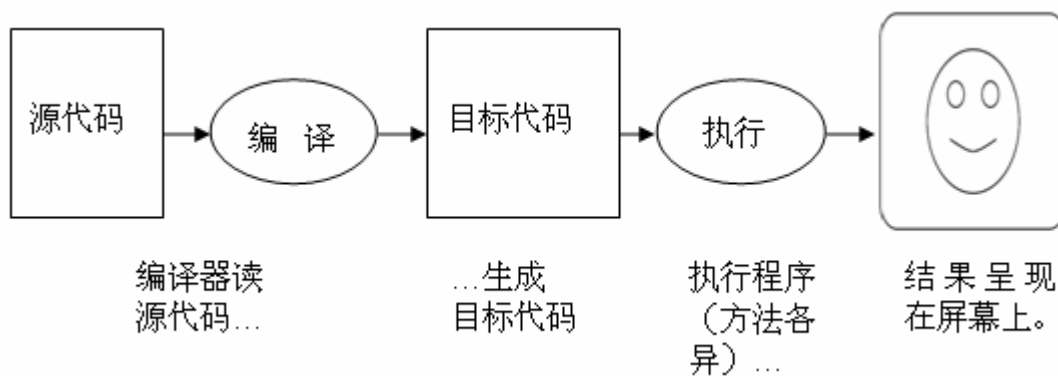 源代码
编 译
目标代码
执行
编译器读
源代码…
…生成
目标代码
执行程序
（方法各
异）…
结果呈现
在屏幕上。